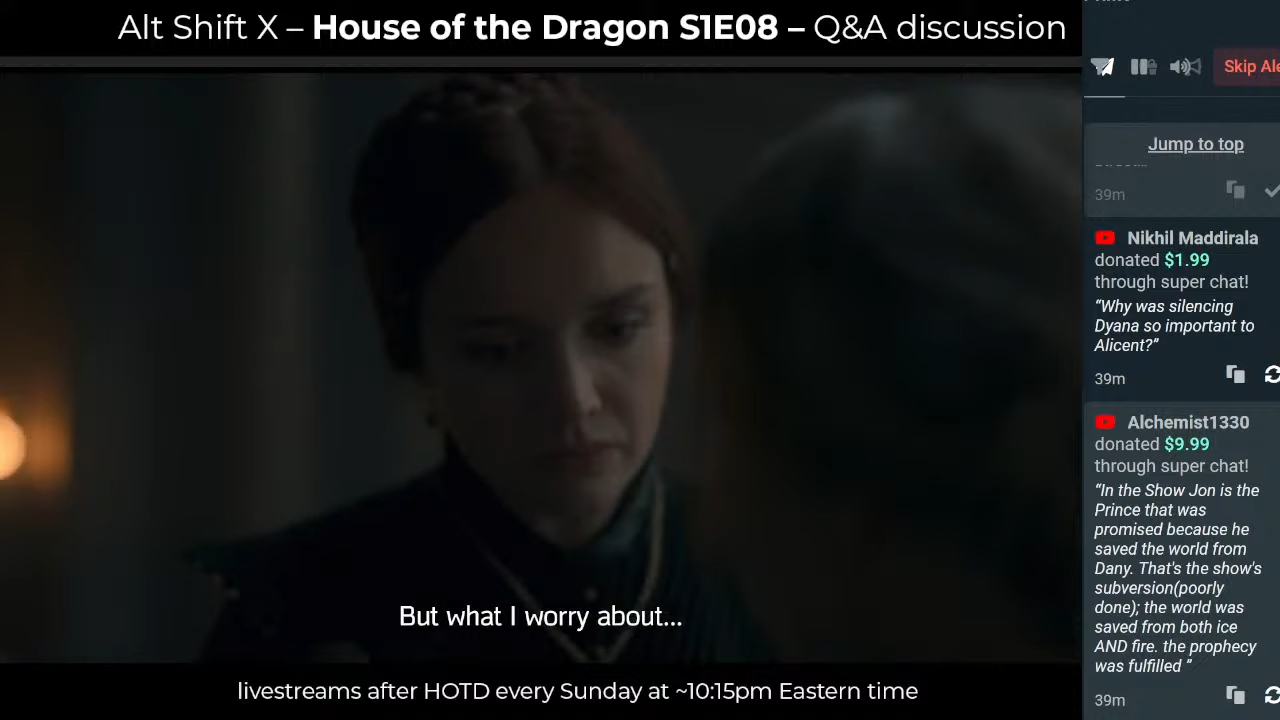 Alt Shift X – House of the Dragon S1E08 – Q&A discussion
Skip Ale
Jump to top
39m
Nikhil Maddirala
donated $1.99
through super chat!
“Why was silencing
Dyana so important to
Alicent?”
39m
Alchemist1330
donated $9.99
through super chat!
“In the Show Jon is the
Prince that was
promised because he
saved the world from
Dany. That's the show's
subversion(poorly
done); the world was
saved from both ice
AND fire. the prophecy
was fulfilled ”
39m
But what I worry about...
livestreams after HOTD every Sunday at ~10:15pm Eastern time